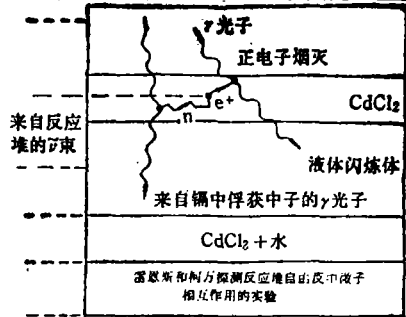 γ光子
正电子烟灭
e⁺
CdCl₂
n
来自反应
堆的ν̄束
液体闪炼体
来自镉中俘获中子的γ光子
CdCl₂＋水
雷恩斯和柯万探测反应堆自由反中微子
相互作用的实验